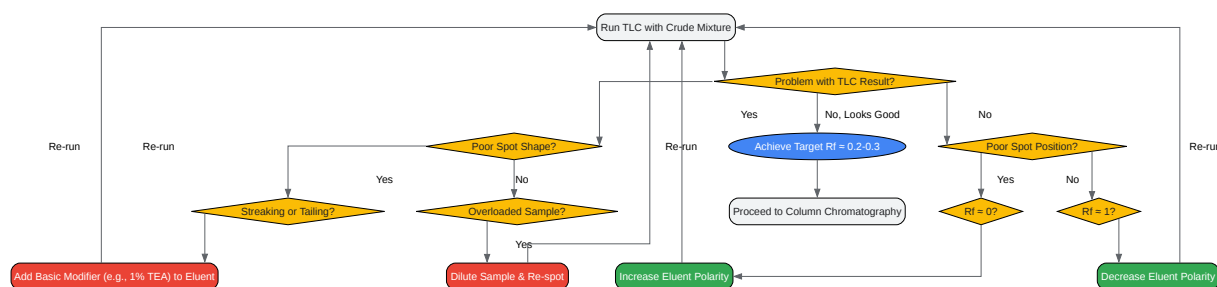 Run TLC with Crude Mixture
Problem with TLC Result?
Yes
No, Looks Good
No
Re-run
Re-run
Poor Spot Shape?
Re-run
Achieve Target Rf ≈ 0.2-0.3
Poor Spot Position?
Re-run
Yes
No
Yes
No
Streaking or Tailing?
Overloaded Sample?
Proceed to Column Chromatography
Rf ≈ 0?
Rf ≈ 1?
Yes
Add Basic Modifier (e.g., 1% TEA) to Eluent
Dilute Sample & Re-spot
Increase Eluent Polarity
Decrease Eluent Polarity